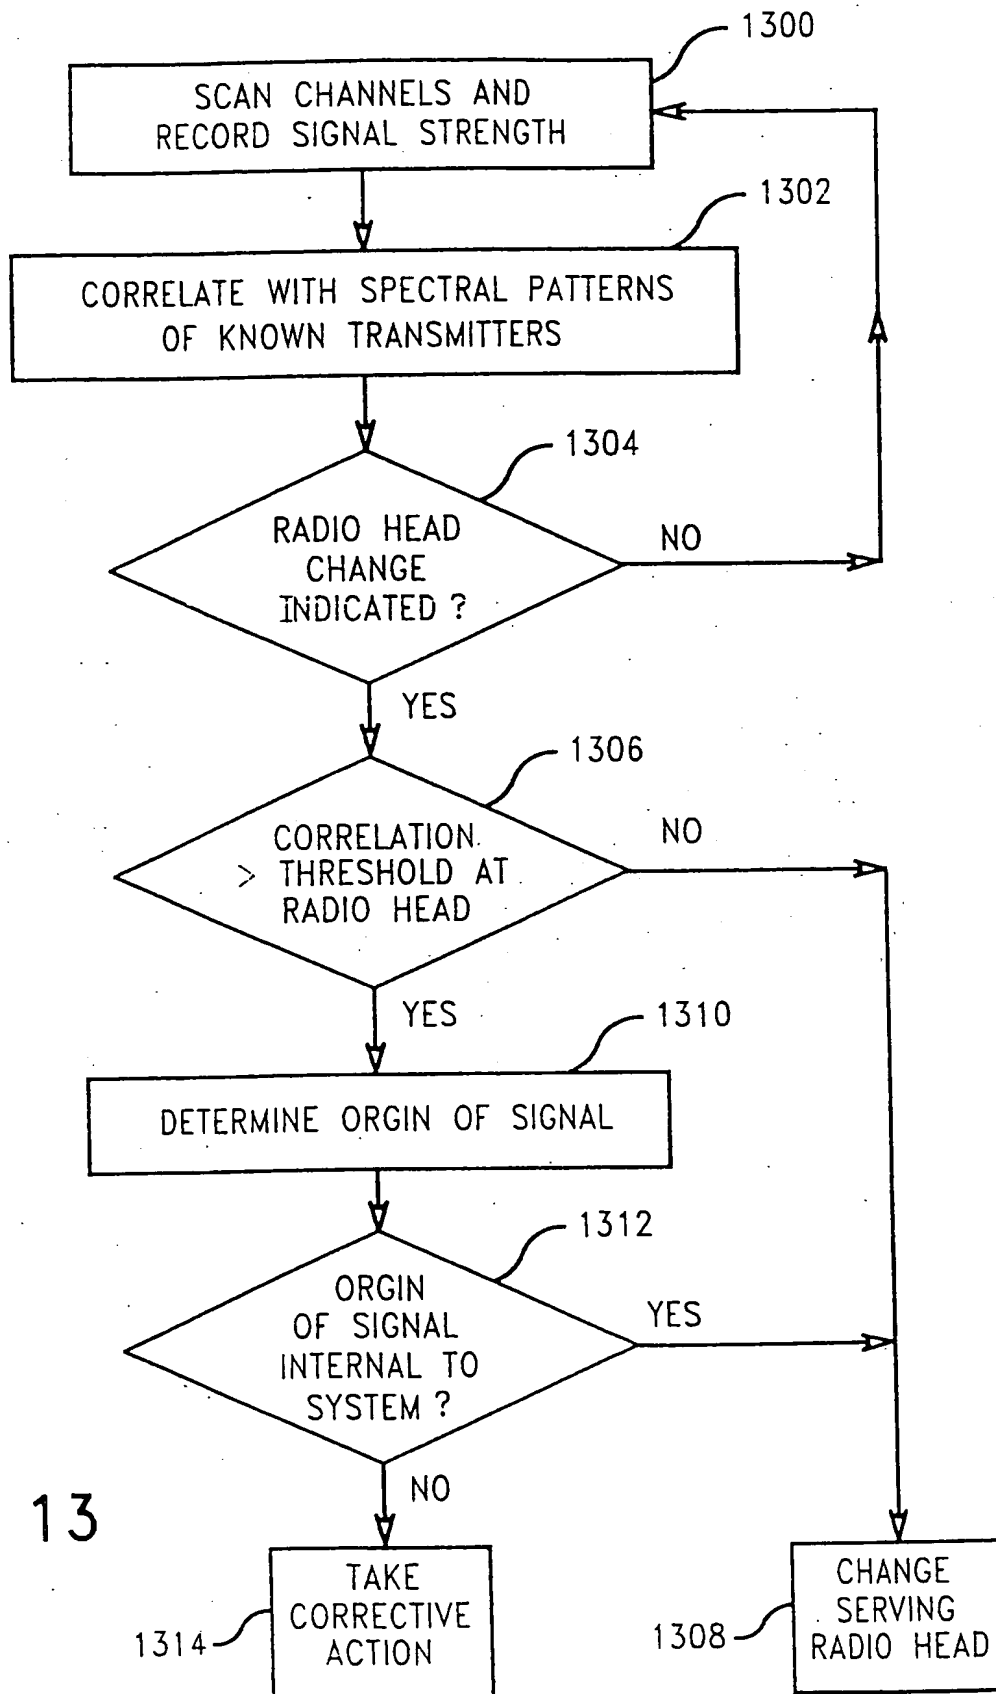 1300
SCAN CHANNELS AND
RECORD SIGNAL STRENGTH
1302
CORRELATE WITH SPECTRAL PATTERNS
OF KNOWN TRANSMITTERS
1304
RADIO HEAD
CHANGE
INDICATED ?
NO
YES
1306
CORRELATION
> THRESHOLD AT
RADIO HEAD
NO
YES
1310
DETERMINE ORGIN OF SIGNAL
1312
ORGIN
OF SIGNAL
INTERNAL TO
SYSTEM ?
YES
NO
13
TAKE
CORRECTIVE
ACTION
1314
CHANGE
SERVING
RADIO HEAD
1308